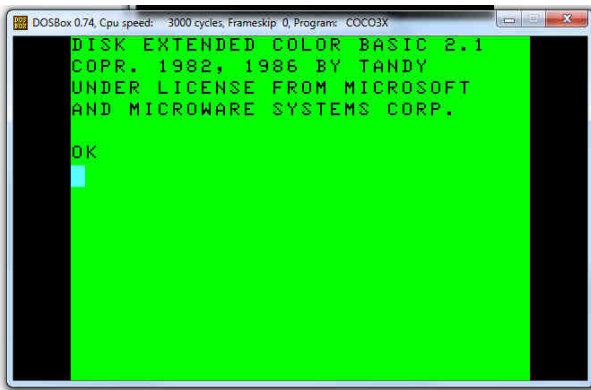 DOSBox 0.74, Cpu speed: 3000 cycles, Frameskip 0, Program: COCO3X
DISK EXTENDED COLOR BASIC 2.1
COPR. 1982, 1986 BY TANDY
UNDER LICENSE FROM MICROSOFT
AND MICROWARE SYSTEMS CORP.
OK